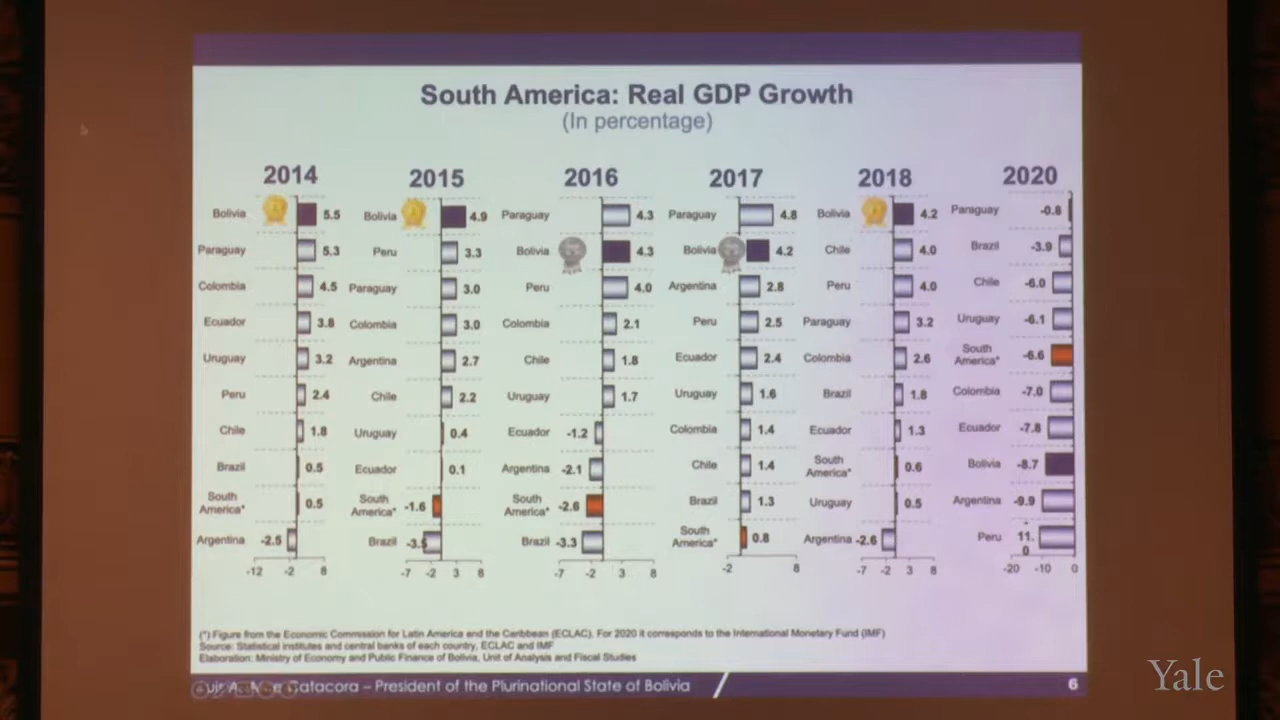 South America: Real GDP Growth
(In percentage)
2014
Bolivia 5.5
Paraguay 5.3
Colombia 4.5
Ecuador 3.8
Uruguay 3.2
Peru 2.4
Chile 1.8
Brazil 0.5
South America* 0.5
Argentina -2.5
-12 -2 8
2015
Bolivia 4.9
Peru 3.3
Paraguay 3.0
Colombia 3.0
Argentina 2.7
Chile 2.2
Uruguay 0.4
Ecuador 0.1
South America* -1.6
Brazil -3.5
-7 -2 3 8
2016
Paraguay 4.3
Bolivia 4.3
Peru 4.0
Colombia 2.1
Chile 1.8
Uruguay 1.7
Ecuador -1.2
Argentina -2.1
South America* -2.6
Brazil -3.3
-7 -2 3 8
2017
Paraguay 4.8
Bolivia 4.2
Argentina 2.8
Peru 2.5
Ecuador 2.4
Uruguay 1.6
Colombia 1.4
Chile 1.4
Brazil 1.3
South America* 0.8
-2 8
2018
Bolivia 4.2
Chile 4.0
Peru 4.0
Paraguay 3.2
Colombia 2.6
Brazil 1.8
Ecuador 1.3
South America* 0.6
Uruguay 0.5
Argentina -2.6
-7 -2 3 8
2020
Paraguay -0.8
Brazil -3.9
Chile -6.0
Uruguay -6.1
South America* -6.6
Colombia -7.0
Ecuador -7.8
Bolivia -8.7
Argentina -9.9
Peru -11.0
-20 -10 0
(*) Figure from the Economic Commission for Latin America and the Caribbean (ECLAC). For 2020 it corresponds to the International Monetary Fund (IMF)
Source: Statistical institutes and central banks of each country, ECLAC and IMF
Elaboration: Ministry of Economy and Public Finance of Bolivia, Unit of Analysis and Fiscal Studies
Catacora – President of the Plurinational State of Bolivia
6
Yale